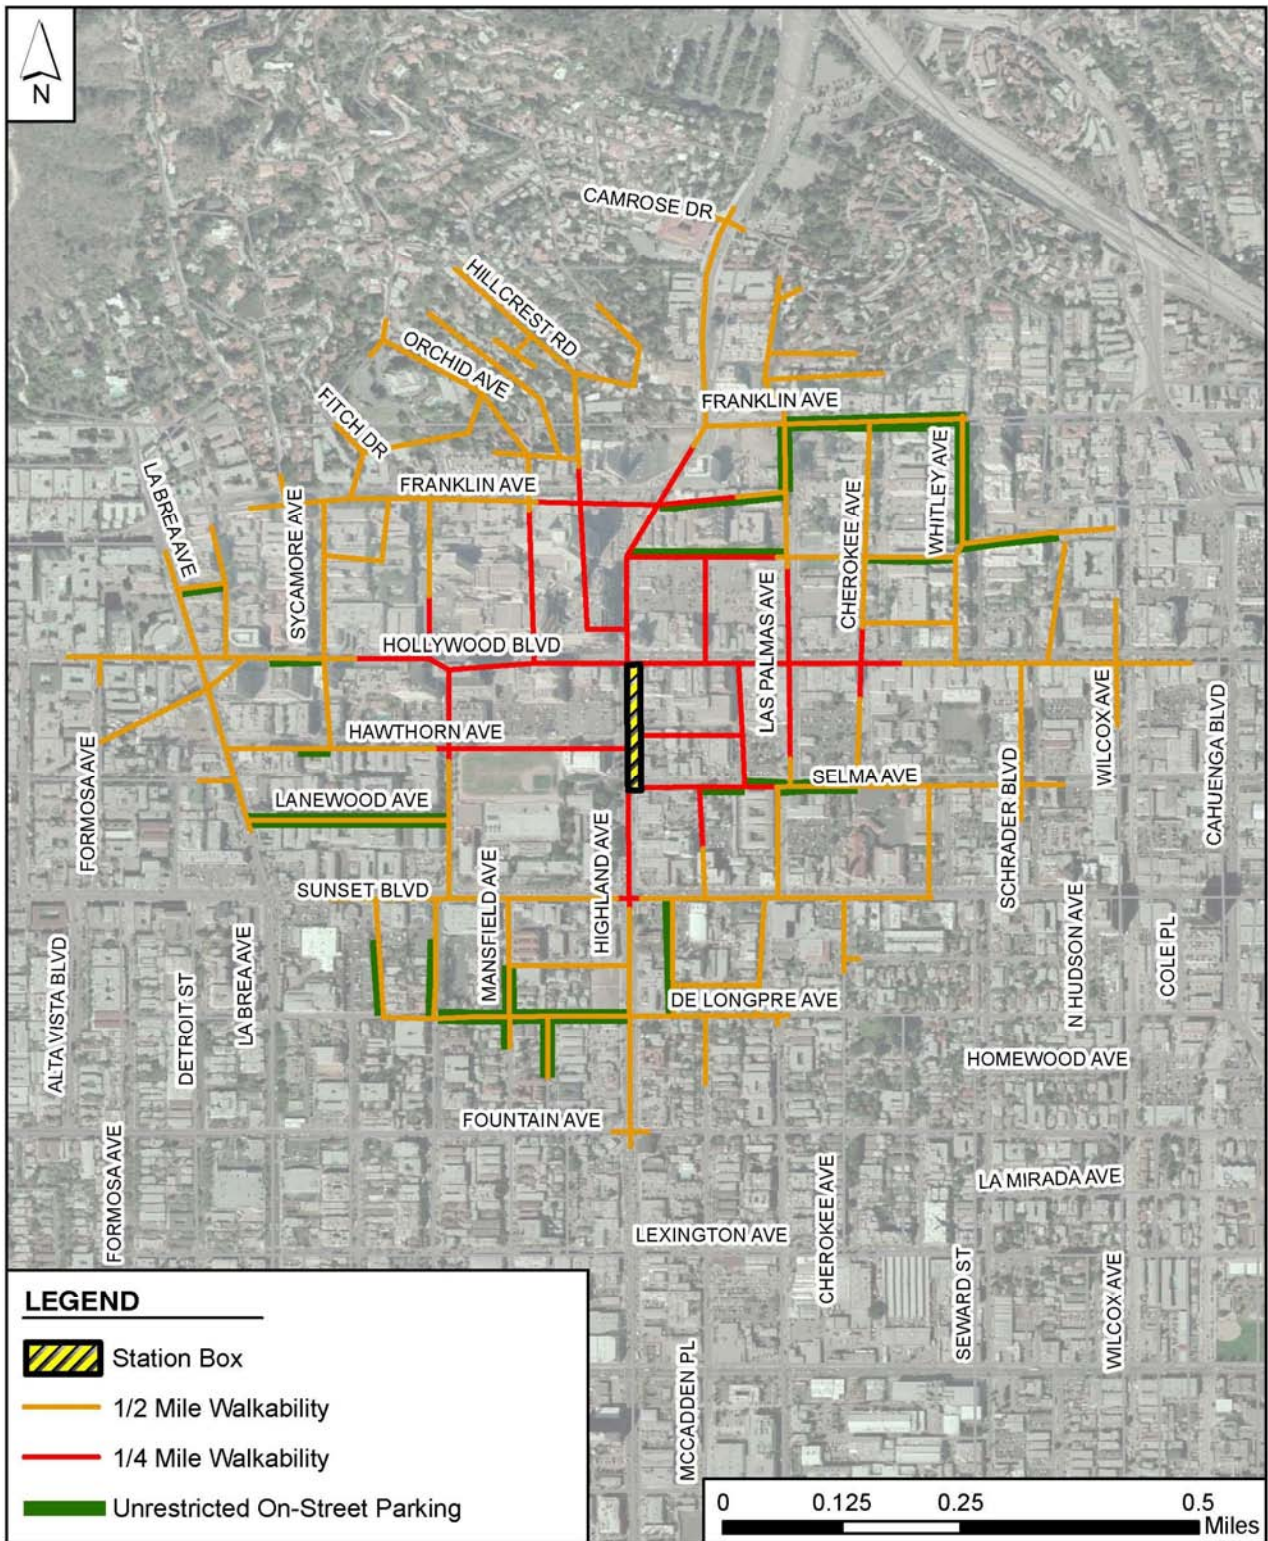 N
CAMROSE DR
HILLCREST RD
ORCHID AVE
FITCH DR
FRANKLIN AVE
LA BREA AVE
SYCAMORE AVE
FRANKLIN AVE
CHEROKEE AVE
WHITLEY AVE
HOLLYWOOD BLVD
LAS PALMAS AVE
HAWTHORN AVE
FORMOSA AVE
WILCOX AVE
CAHUENGA BLVD
SELMA AVE
SCHRADER BLVD
LANEWOOD AVE
HIGHLAND AVE
SUNSET BLVD
MANSFIELD AVE
N HUDSON AVE
COLE PL
ALTA VISTA BLVD
DETROIT ST
LA BREA AVE
DE LONGPRE AVE
HOMEWOOD AVE
FOUNTAIN AVE
FORMOSA AVE
CHEROKEE AVE
LA MIRADA AVE
LEXINGTON AVE
SEWARD ST
WILCOX AVE
MCCADDEN PL
LEGEND
Station Box
1/2 Mile Walkability
1/4 Mile Walkability
Unrestricted On-Street Parking
0 0.125 0.25 0.5
Miles